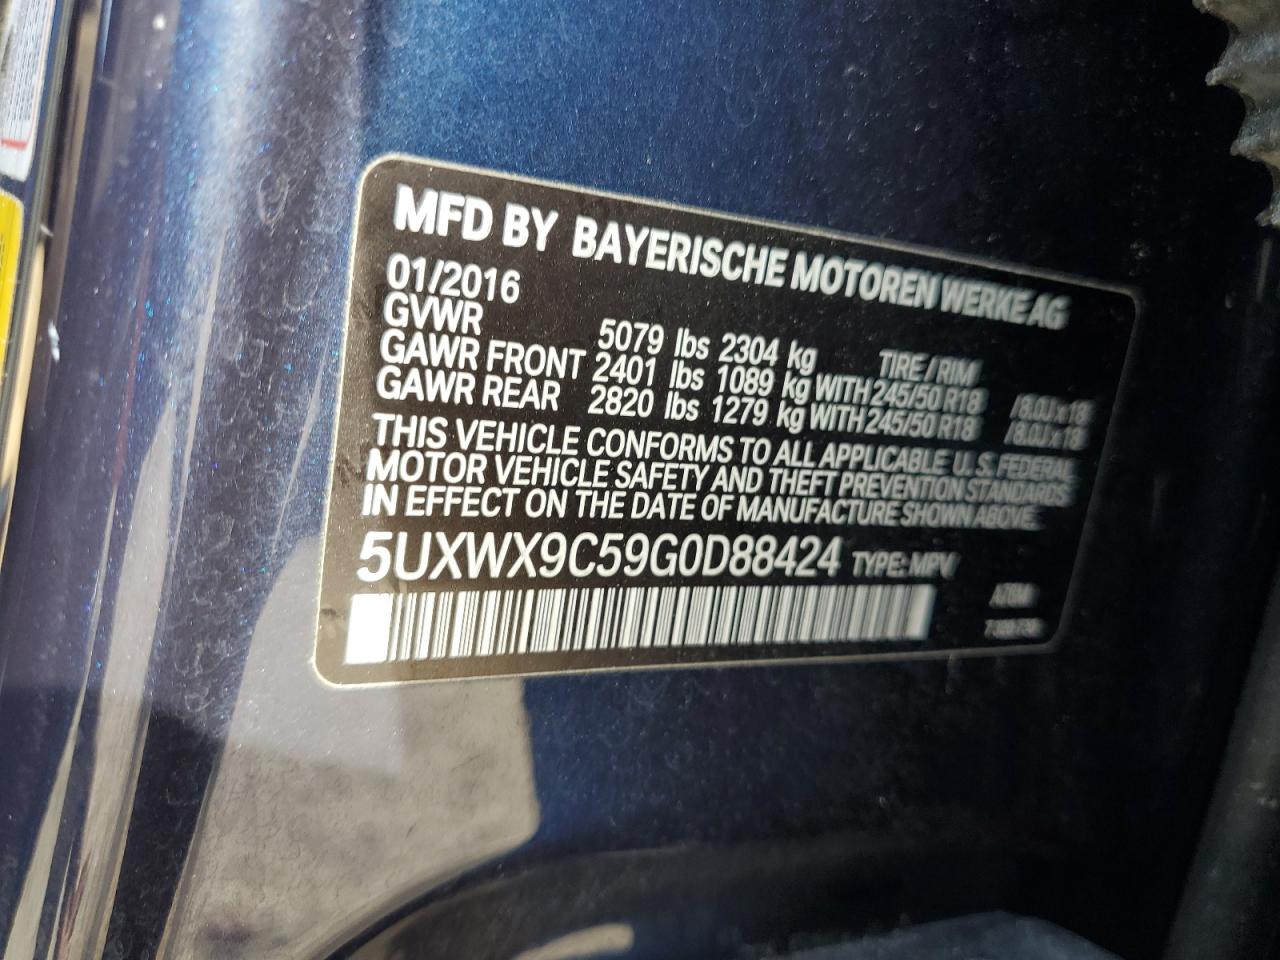 MFD BY BAYERISCHE MOTOREN WERKE AG
01/2016
GVWR 5079 lbs 2304 kg TIRE / RIM
GAWR FRONT 2401 lbs 1089 kg WITH 245/50 R18 /8.0J x 18
GAWR REAR 2820 lbs 1279 kg WITH 245/50 R18 /8.0J x 18
THIS VEHICLE CONFORMS TO ALL APPLICABLE U.S. FEDERAL
MOTOR VEHICLE SAFETY AND THEFT PREVENTION STANDARDS
IN EFFECT ON THE DATE OF MANUFACTURE SHOWN ABOVE.
5UXWX9C59G0D88424 TYPE: MPV